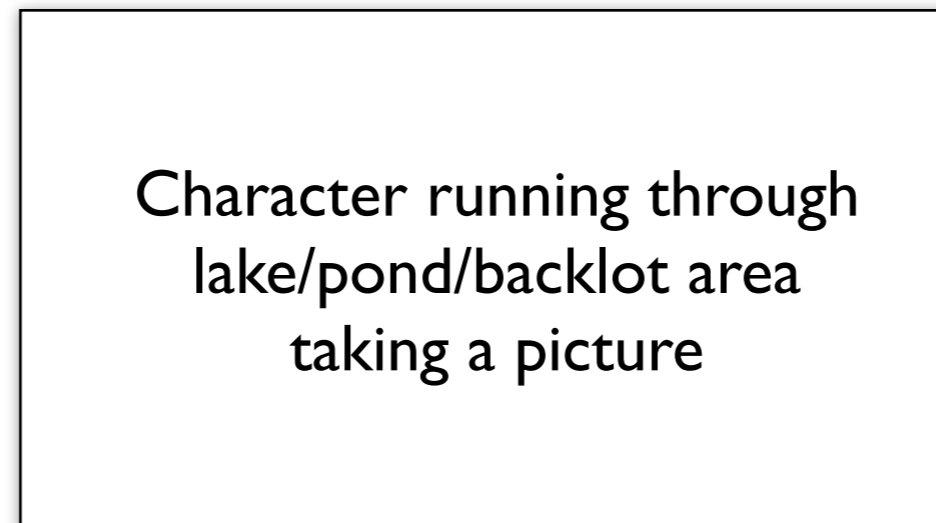 Character running through
lake/pond/backlot area
taking a picture